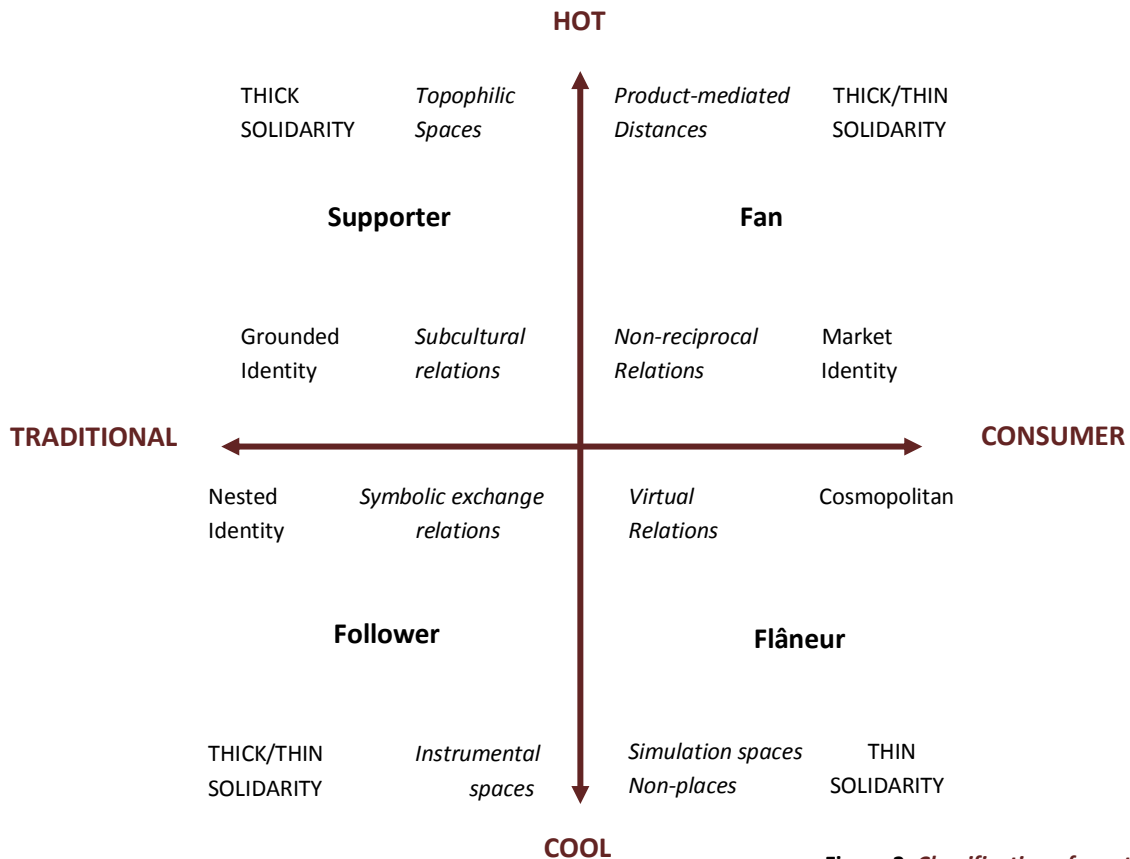 HOT
THICK Topophilic Product-mediated THICK/THIN
SOLIDARITY Spaces Distances SOLIDARITY
Supporter Fan
Grounded Subcultural Non-reciprocal Market
Identity relations Relations Identity
TRADITIONAL CONSUMER
Nested Symbolic exchange Virtual Cosmopolitan
Identity relations Relations
Follower Flâneur
THICK/THIN Instrumental Simulation spaces THIN
SOLIDARITY spaces Non-places SOLIDARITY
COOL